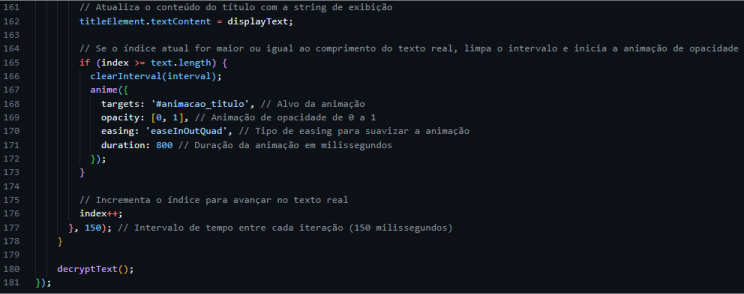 161 // Atualiza o conteúdo do título com a string de exibição
162 titleElement.textContent = displayText;
163
164 // Se o índice atual for maior ou igual ao comprimento do texto real, limpa o intervalo e inicia a animação de opacidade
165 if (index >= text.length) {
166 clearInterval(interval);
167 anime({
168 targets: '#animacao_titulo', // Alvo da animação
169 opacity: [0, 1], // Animação de opacidade de 0 a 1
170 easing: 'easeInOutQuad', // Tipo de easing para suavizar a animação
171 duration: 800 // Duração da animação em milissegundos
172 });
173 }
174
175 // Incrementa o índice para avançar no texto real
176 index++;
177 }, 150); // Intervalo de tempo entre cada iteração (150 milissegundos)
178 }
179
180 decryptText();
181 });